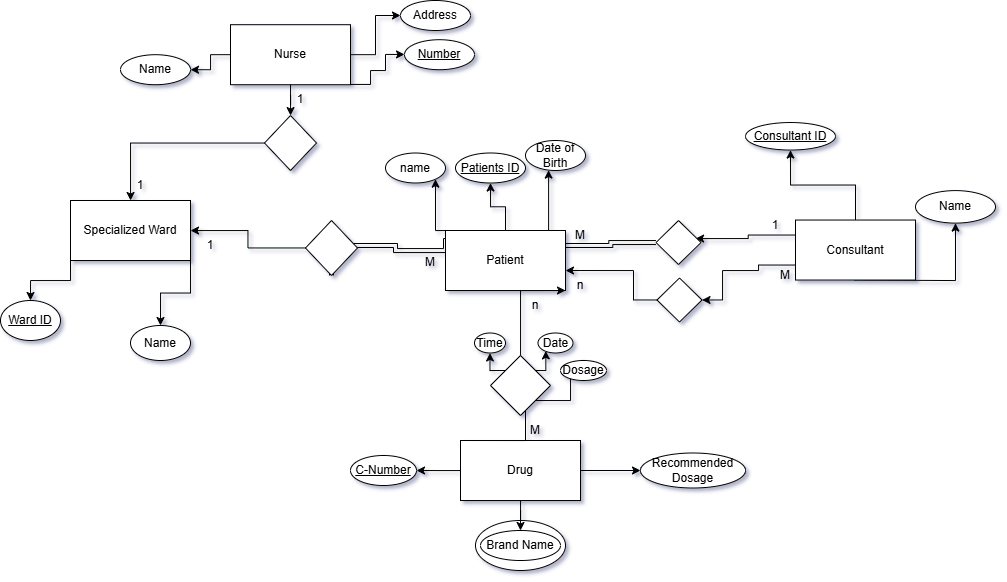 Address
Nurse
Number
Name
1
Consultant ID
Date of
Birth
name
Patients ID
1
Name
Specialized Ward
1
M
M
1
Patient
Consultant
M
n
n
Ward ID
Name
Time
Date
Dosage
M
C-Number
Drug
Recommended
Dosage
Brand Name